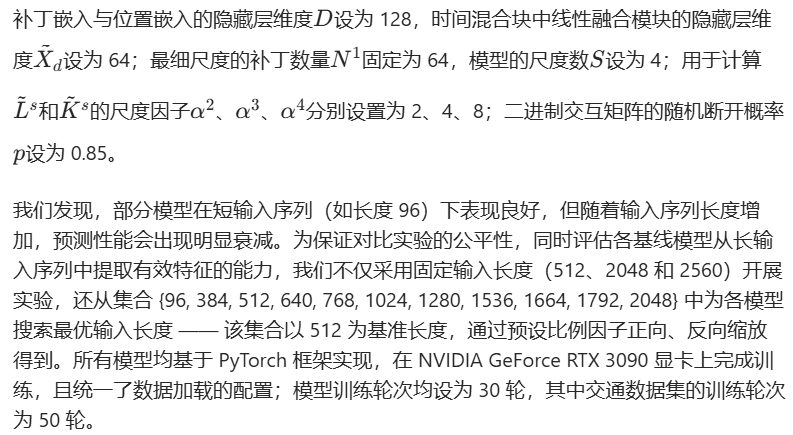 补丁嵌入与位置嵌入的隐藏层维度D设为 128，时间混合块中线性融合模块的隐藏层维
度X̃_d设为 64；最细尺度的补丁数量N¹固定为 64，模型的尺度数S设为 4；用于计算
L̃ˢ和K̃ˢ的尺度因子α²、α³、α⁴分别设置为 2、4、8；二进制交互矩阵的随机断开概率
p设为 0.85。
我们发现，部分模型在短输入序列（如长度 96）下表现良好，但随着输入序列长度增
加，预测性能会出现明显衰减。为保证对比实验的公平性，同时评估各基线模型从长输
入序列中提取有效特征的能力，我们不仅采用固定输入长度（512、2048 和 2560）开展
实验，还从集合 {96, 384, 512, 640, 768, 1024, 1280, 1536, 1664, 1792, 2048} 中为各模型
搜索最优输入长度 —— 该集合以 512 为基准长度，通过预设比例因子正向、反向缩放
得到。所有模型均基于 PyTorch 框架实现，在 NVIDIA GeForce RTX 3090 显卡上完成训
练，且统一了数据加载的配置；模型训练轮次均设为 30 轮，其中交通数据集的训练轮次
为 50 轮。